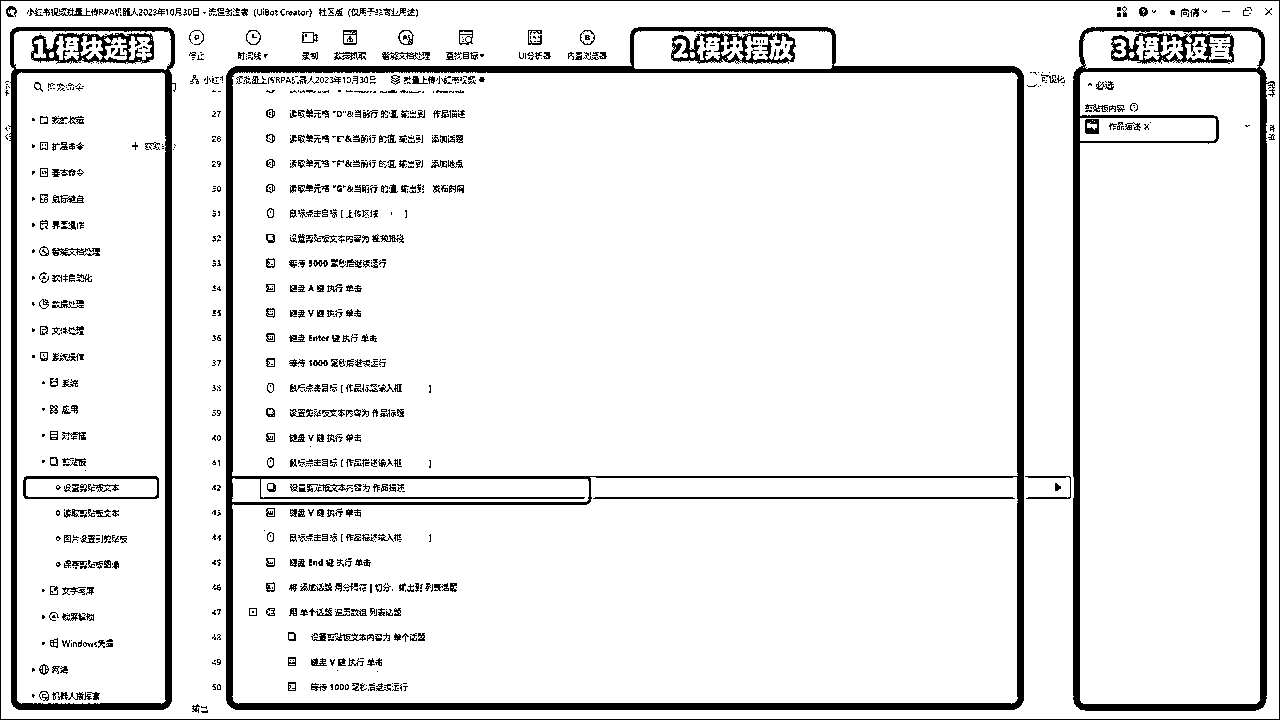 小红书视频批量上传RPA机器人2023年10月30日 - 流程创造者 (UiBot Creator) 社区版 (仅用于非商业用途)
1.模块选择
停止
时间线
录制
数据抓取
智能文档处理
查找目标
UI分析器
内置浏览器
2.模块摆放
3.模块设置
小红书视频批量上传RPA机器人2023年10月30日
批量上传小红书视频
可视化
搜索命令
我的收藏
扩展命令
基本命令
鼠标键盘
界面操作
智能文档处理
软件自动化
数据处理
文件处理
系统操作
系统
应用
对话框
剪贴板
设置剪贴板文本
读取剪贴板文本
图片设置到剪贴板
保存剪贴板图像
文字写屏
锁屏解锁
Windows凭据
网络
27 读取单元格 "D"&当前行 的值, 输出到 作品描述
28 读取单元格 "E"&当前行 的值, 输出到 添加话题
29 读取单元格 "F"&当前行 的值, 输出到 添加地点
30 读取单元格 "G"&当前行 的值, 输出到 发布时间
31 鼠标点击目标 [ 上传区域 ]
32 设置剪贴板文本内容为 视频路径
33 等待 3000 毫秒后继续运行
34 键盘 A 键 执行 单击
35 键盘 V 键 执行 单击
36 键盘 Enter 键 执行 单击
37 等待 1000 毫秒后继续运行
38 鼠标点击目标 [ 作品标题输入框 ]
39 设置剪贴板文本内容为 作品标题
40 键盘 V 键 执行 单击
41 鼠标点击目标 [ 作品描述输入框 ]
42 设置剪贴板文本内容为 作品描述
43 键盘 V 键 执行 单击
44 鼠标点击目标 [ 作品描述输入框 ]
45 键盘 End 键 执行 单击
46 将 添加话题 用分隔符 | 切分，输出到 列表话题
47 用 单个话题 遍历数组 列表话题
48 设置剪贴板文本内容为 单个话题
49 键盘 V 键 执行 单击
50 等待 1000 毫秒后继续运行
输出
必选
剪贴板内容
作品描述 X